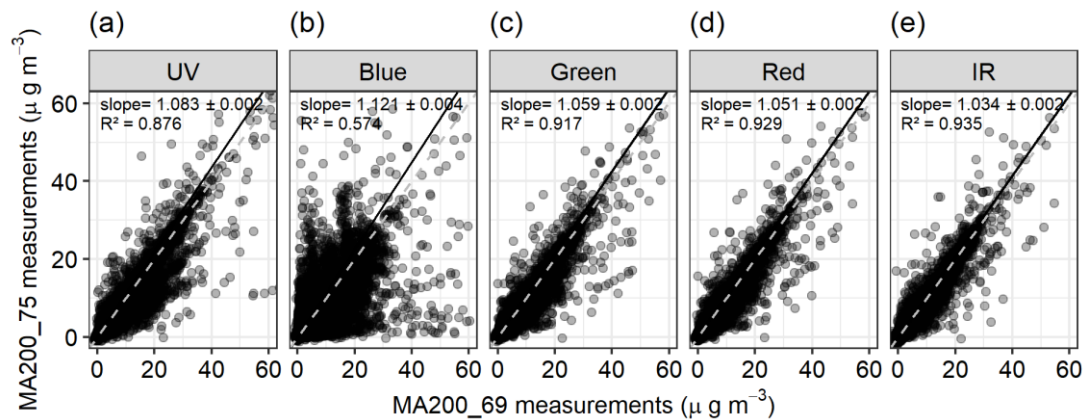 (a) (b) (c) (d) (e)
UV Blue Green Red IR
slope= 1.083 ± 0.002 slope= 1.121 ± 0.004 slope= 1.059 ± 0.002 slope= 1.051 ± 0.002 slope= 1.034 ± 0.002
R² = 0.876 R² = 0.574 R² = 0.917 R² = 0.929 R² = 0.935
MA200_75 measurements (μ g m⁻³)
60
40
20
0
0 20 40 60 0 20 40 60 0 20 40 60 0 20 40 60 0 20 40 60
MA200_69 measurements (μ g m⁻³)